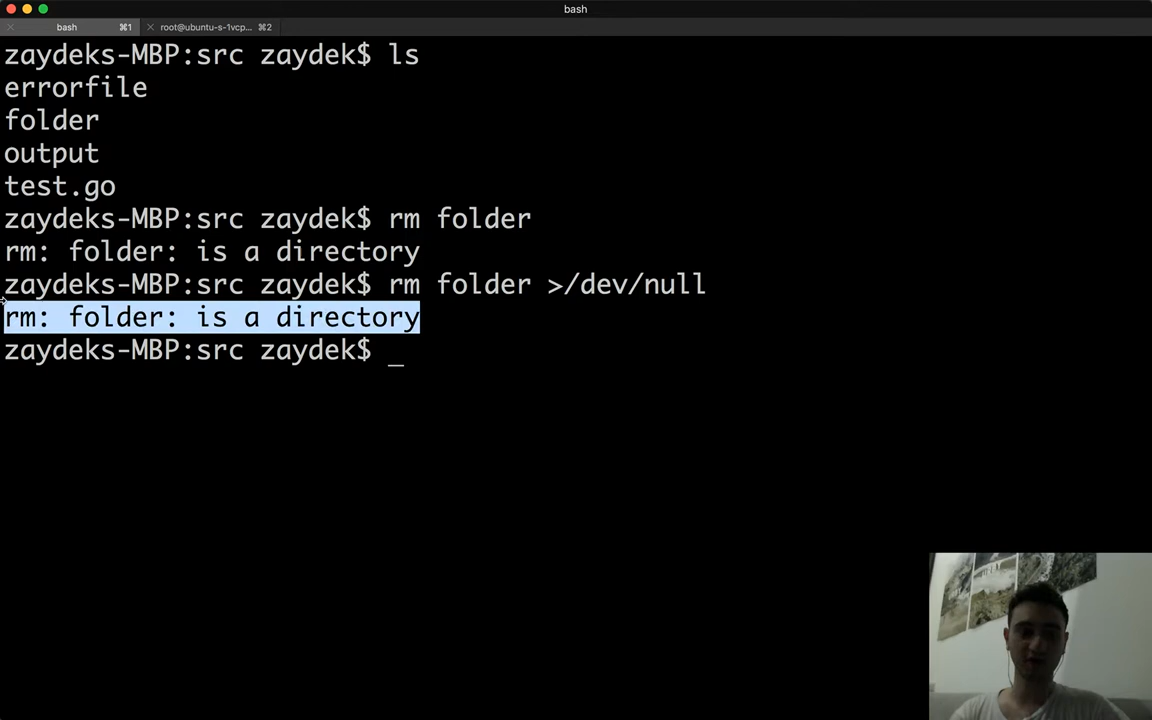 bash
bash ⌘1
root@ubuntu-s-1vcp... ⌘2
zaydeks-MBP:src zaydek$ ls
errorfile
folder
output
test.go
zaydeks-MBP:src zaydek$ rm folder
rm: folder: is a directory
zaydeks-MBP:src zaydek$ rm folder >/dev/null
rm: folder: is a directory
zaydeks-MBP:src zaydek$ _